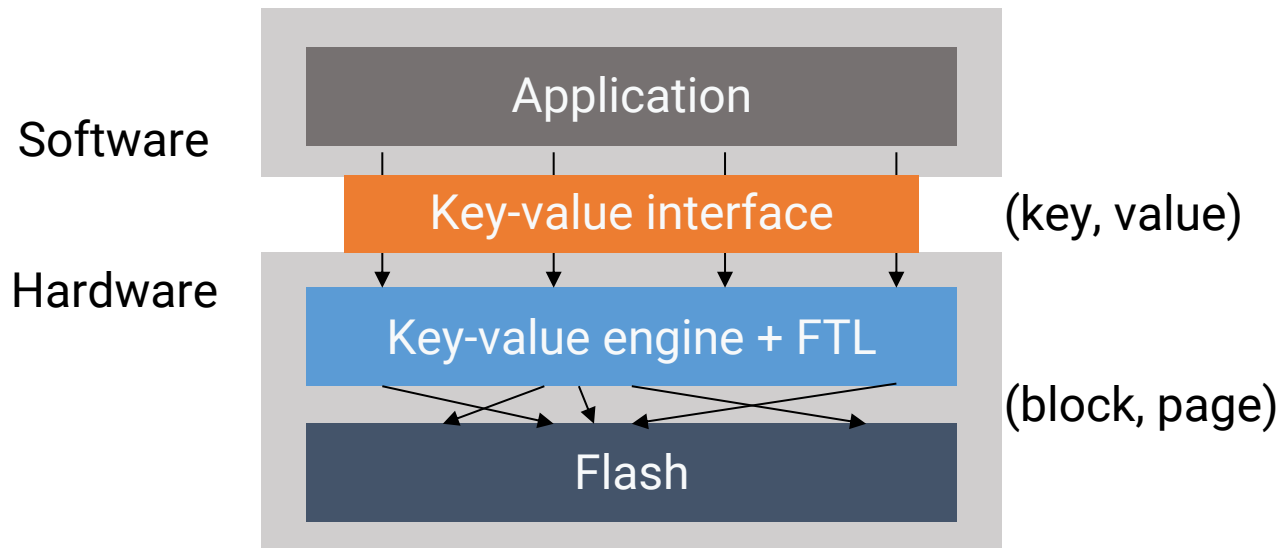 Application
Software
Key-value interface
(key, value)
Hardware
Key-value engine + FTL
(block, page)
Flash